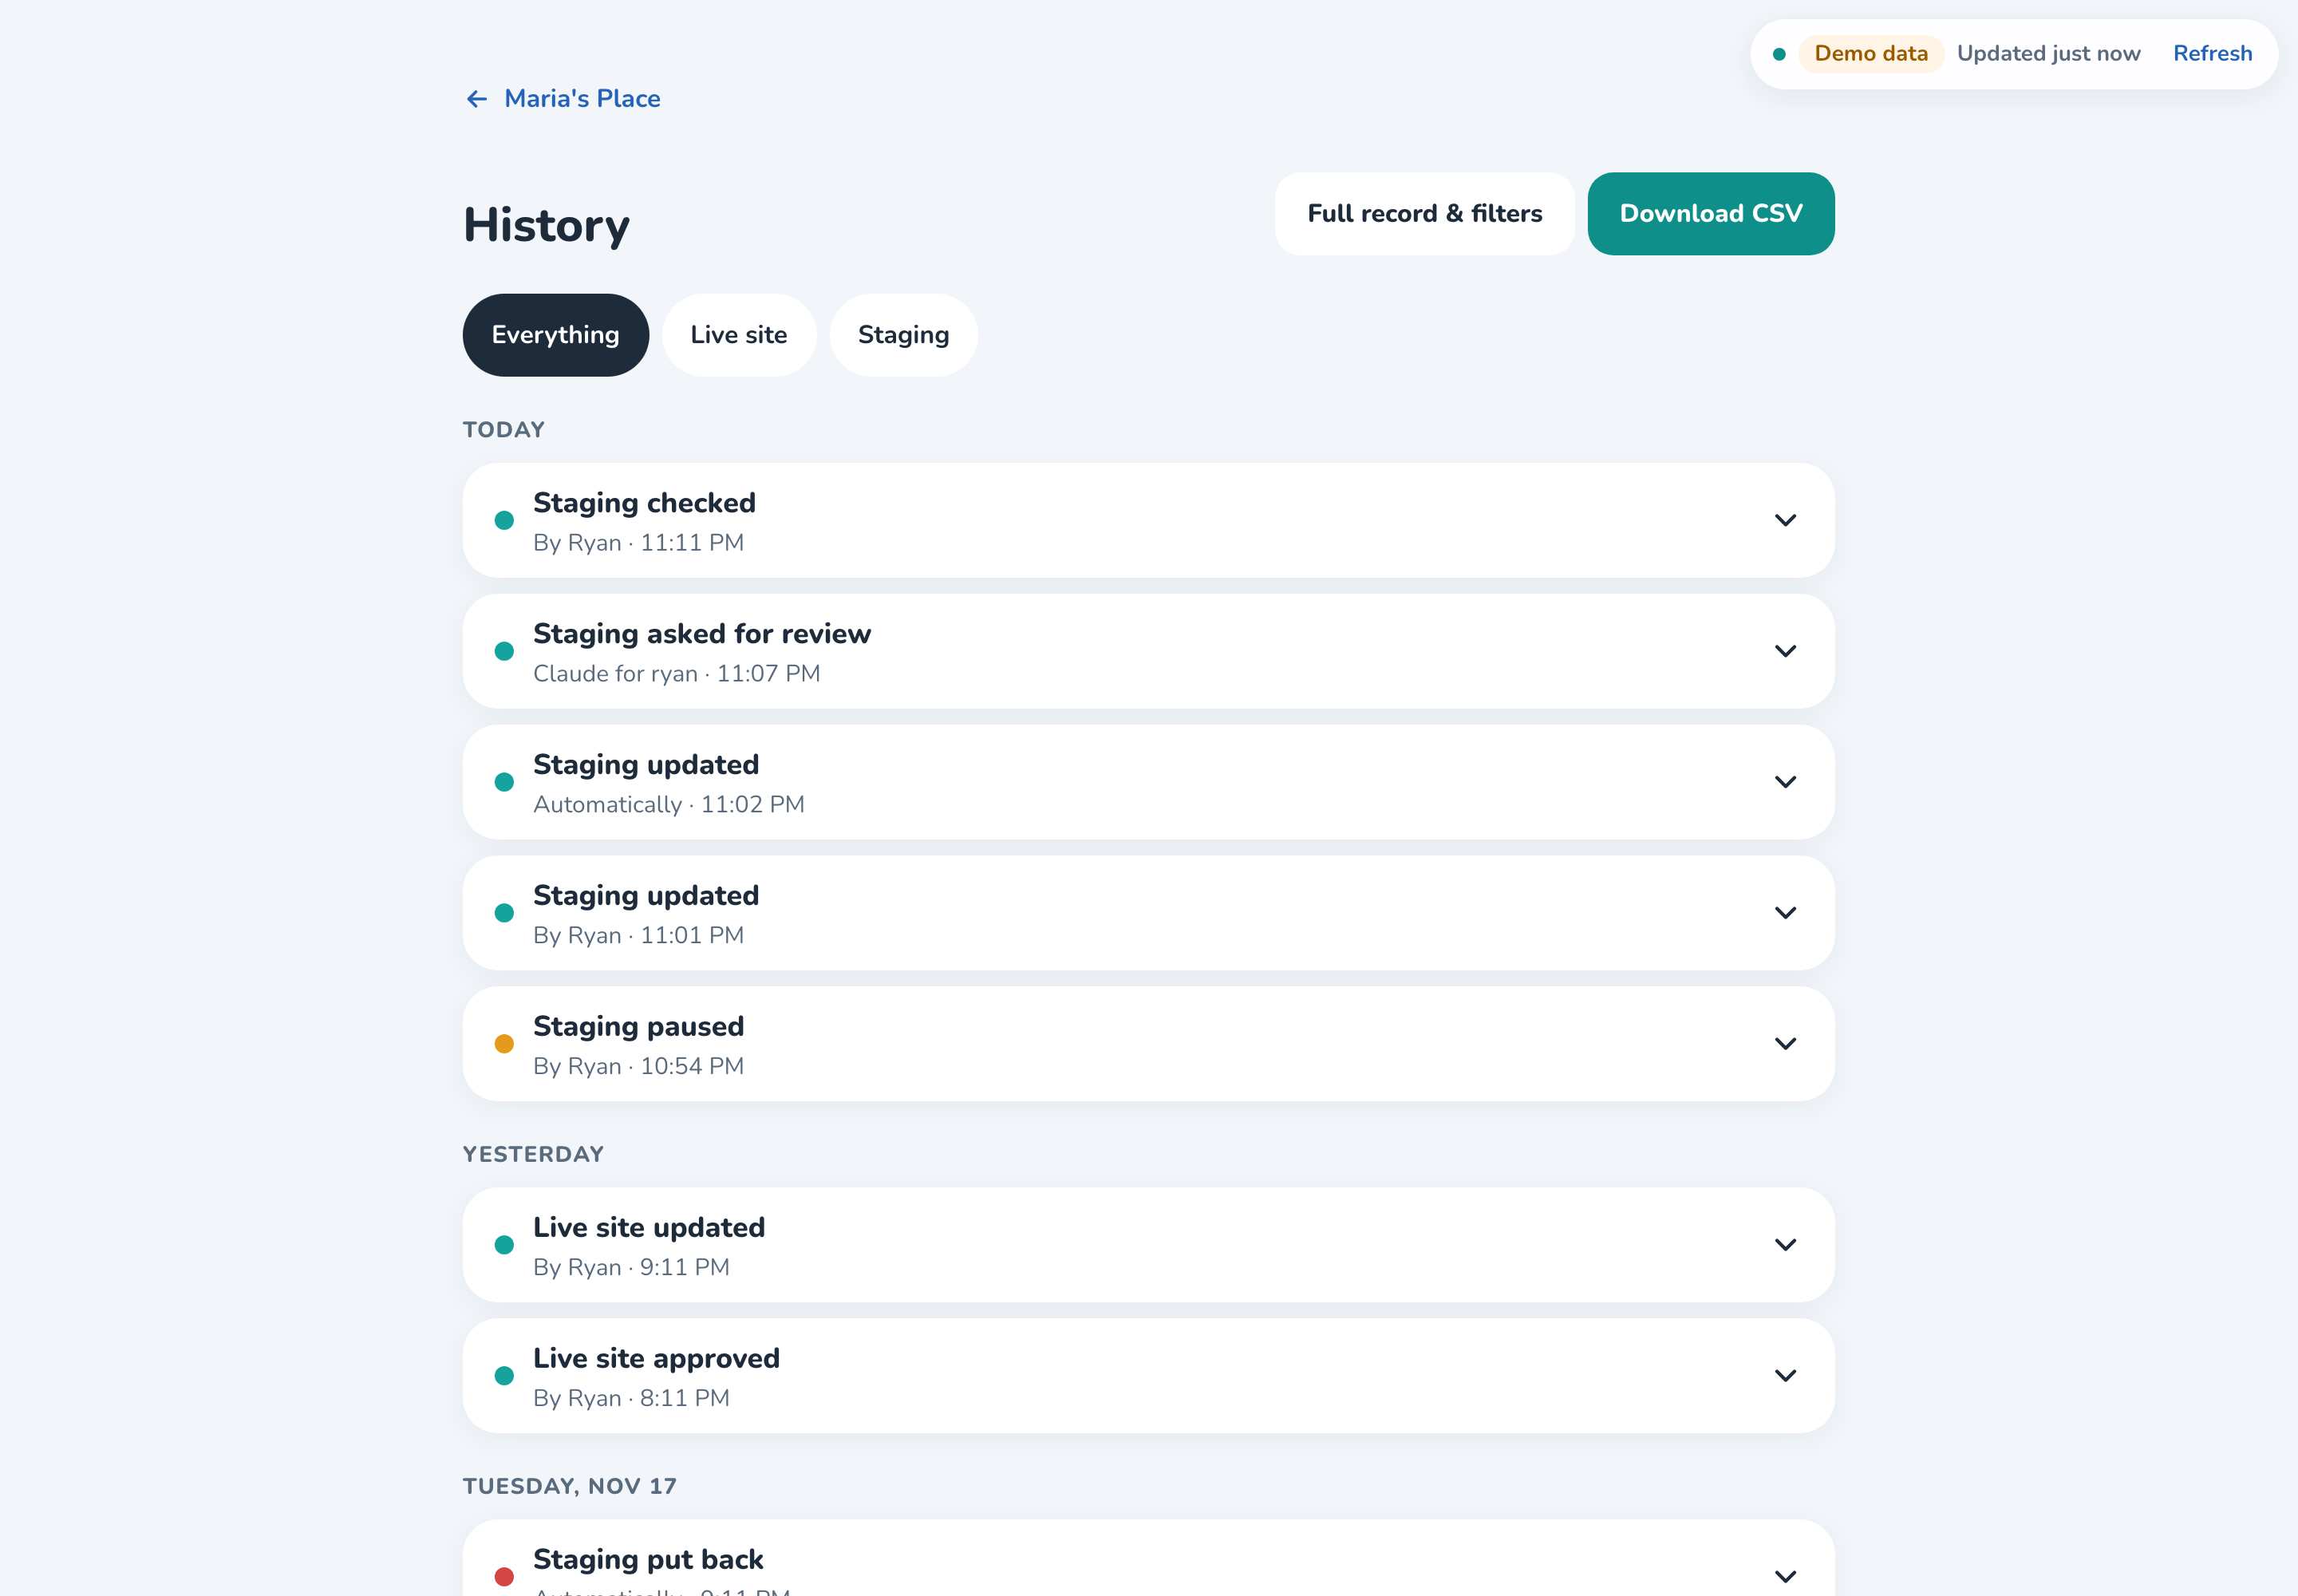 Demo data Updated just now Refresh
Maria's Place
History
Full record & filters
Download CSV
Everything
Live site
Staging
TODAY
Staging checked
By Ryan · 11:11 PM
Staging asked for review
Claude for ryan · 11:07 PM
Staging updated
Automatically · 11:02 PM
Staging updated
By Ryan · 11:01 PM
Staging paused
By Ryan · 10:54 PM
YESTERDAY
Live site updated
By Ryan · 9:11 PM
Live site approved
By Ryan · 8:11 PM
TUESDAY, NOV 17
Staging put back
Automatically · 9:11 PM